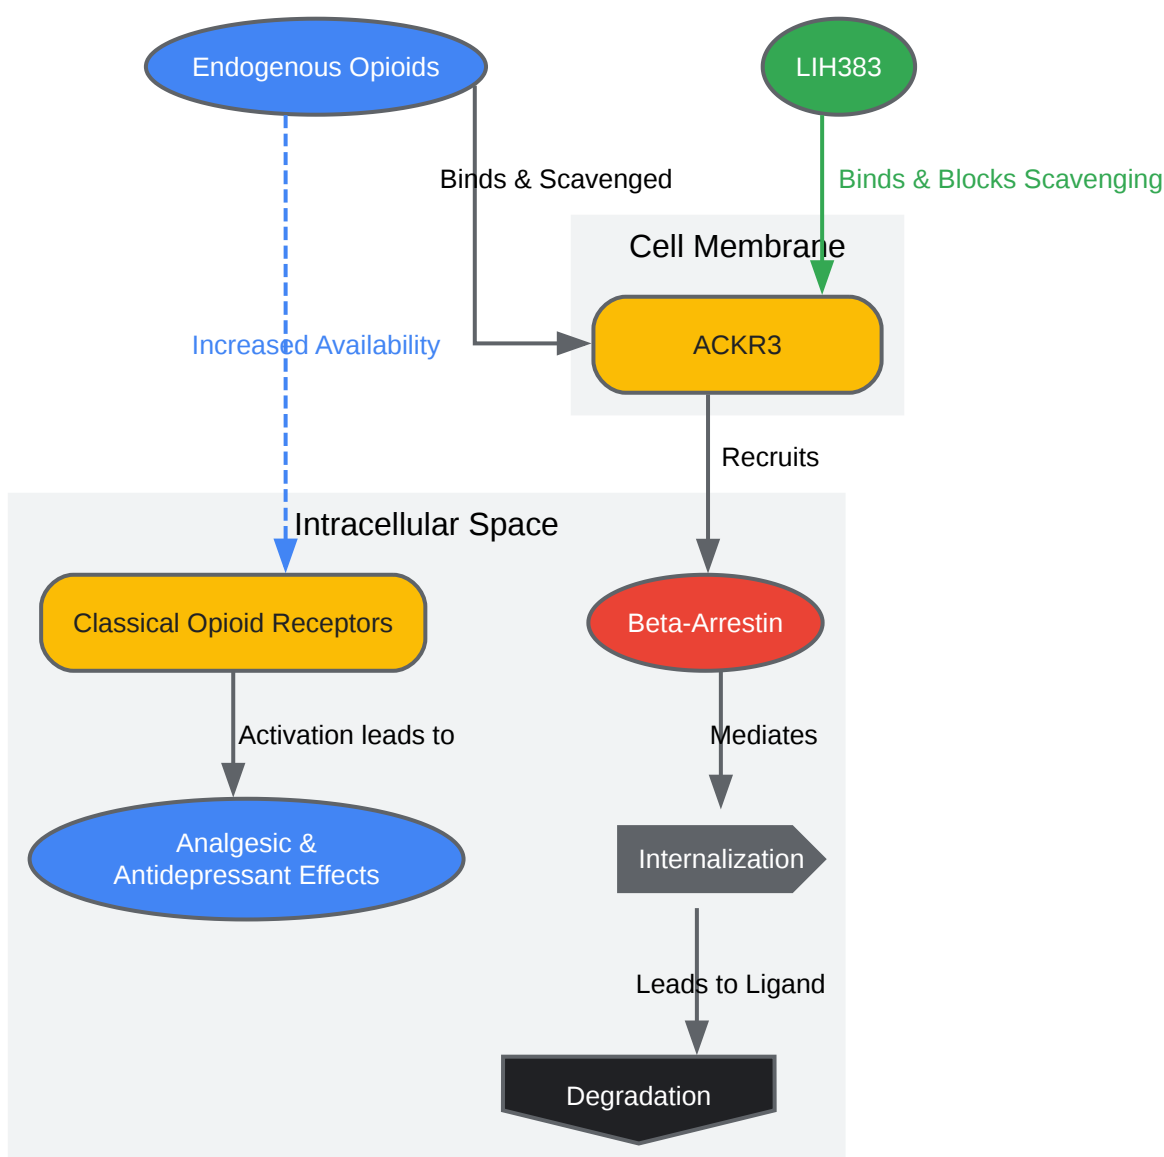 Endogenous Opioids
LIH383
Binds & Scavenged
Binds & Blocks Scavenging
Cell Membrane
Increased Availability
ACKR3
Recruits
Intracellular Space
Classical Opioid Receptors
Beta-Arrestin
Activation leads to
Mediates
Analgesic &
Antidepressant Effects
Internalization
Leads to Ligand
Degradation